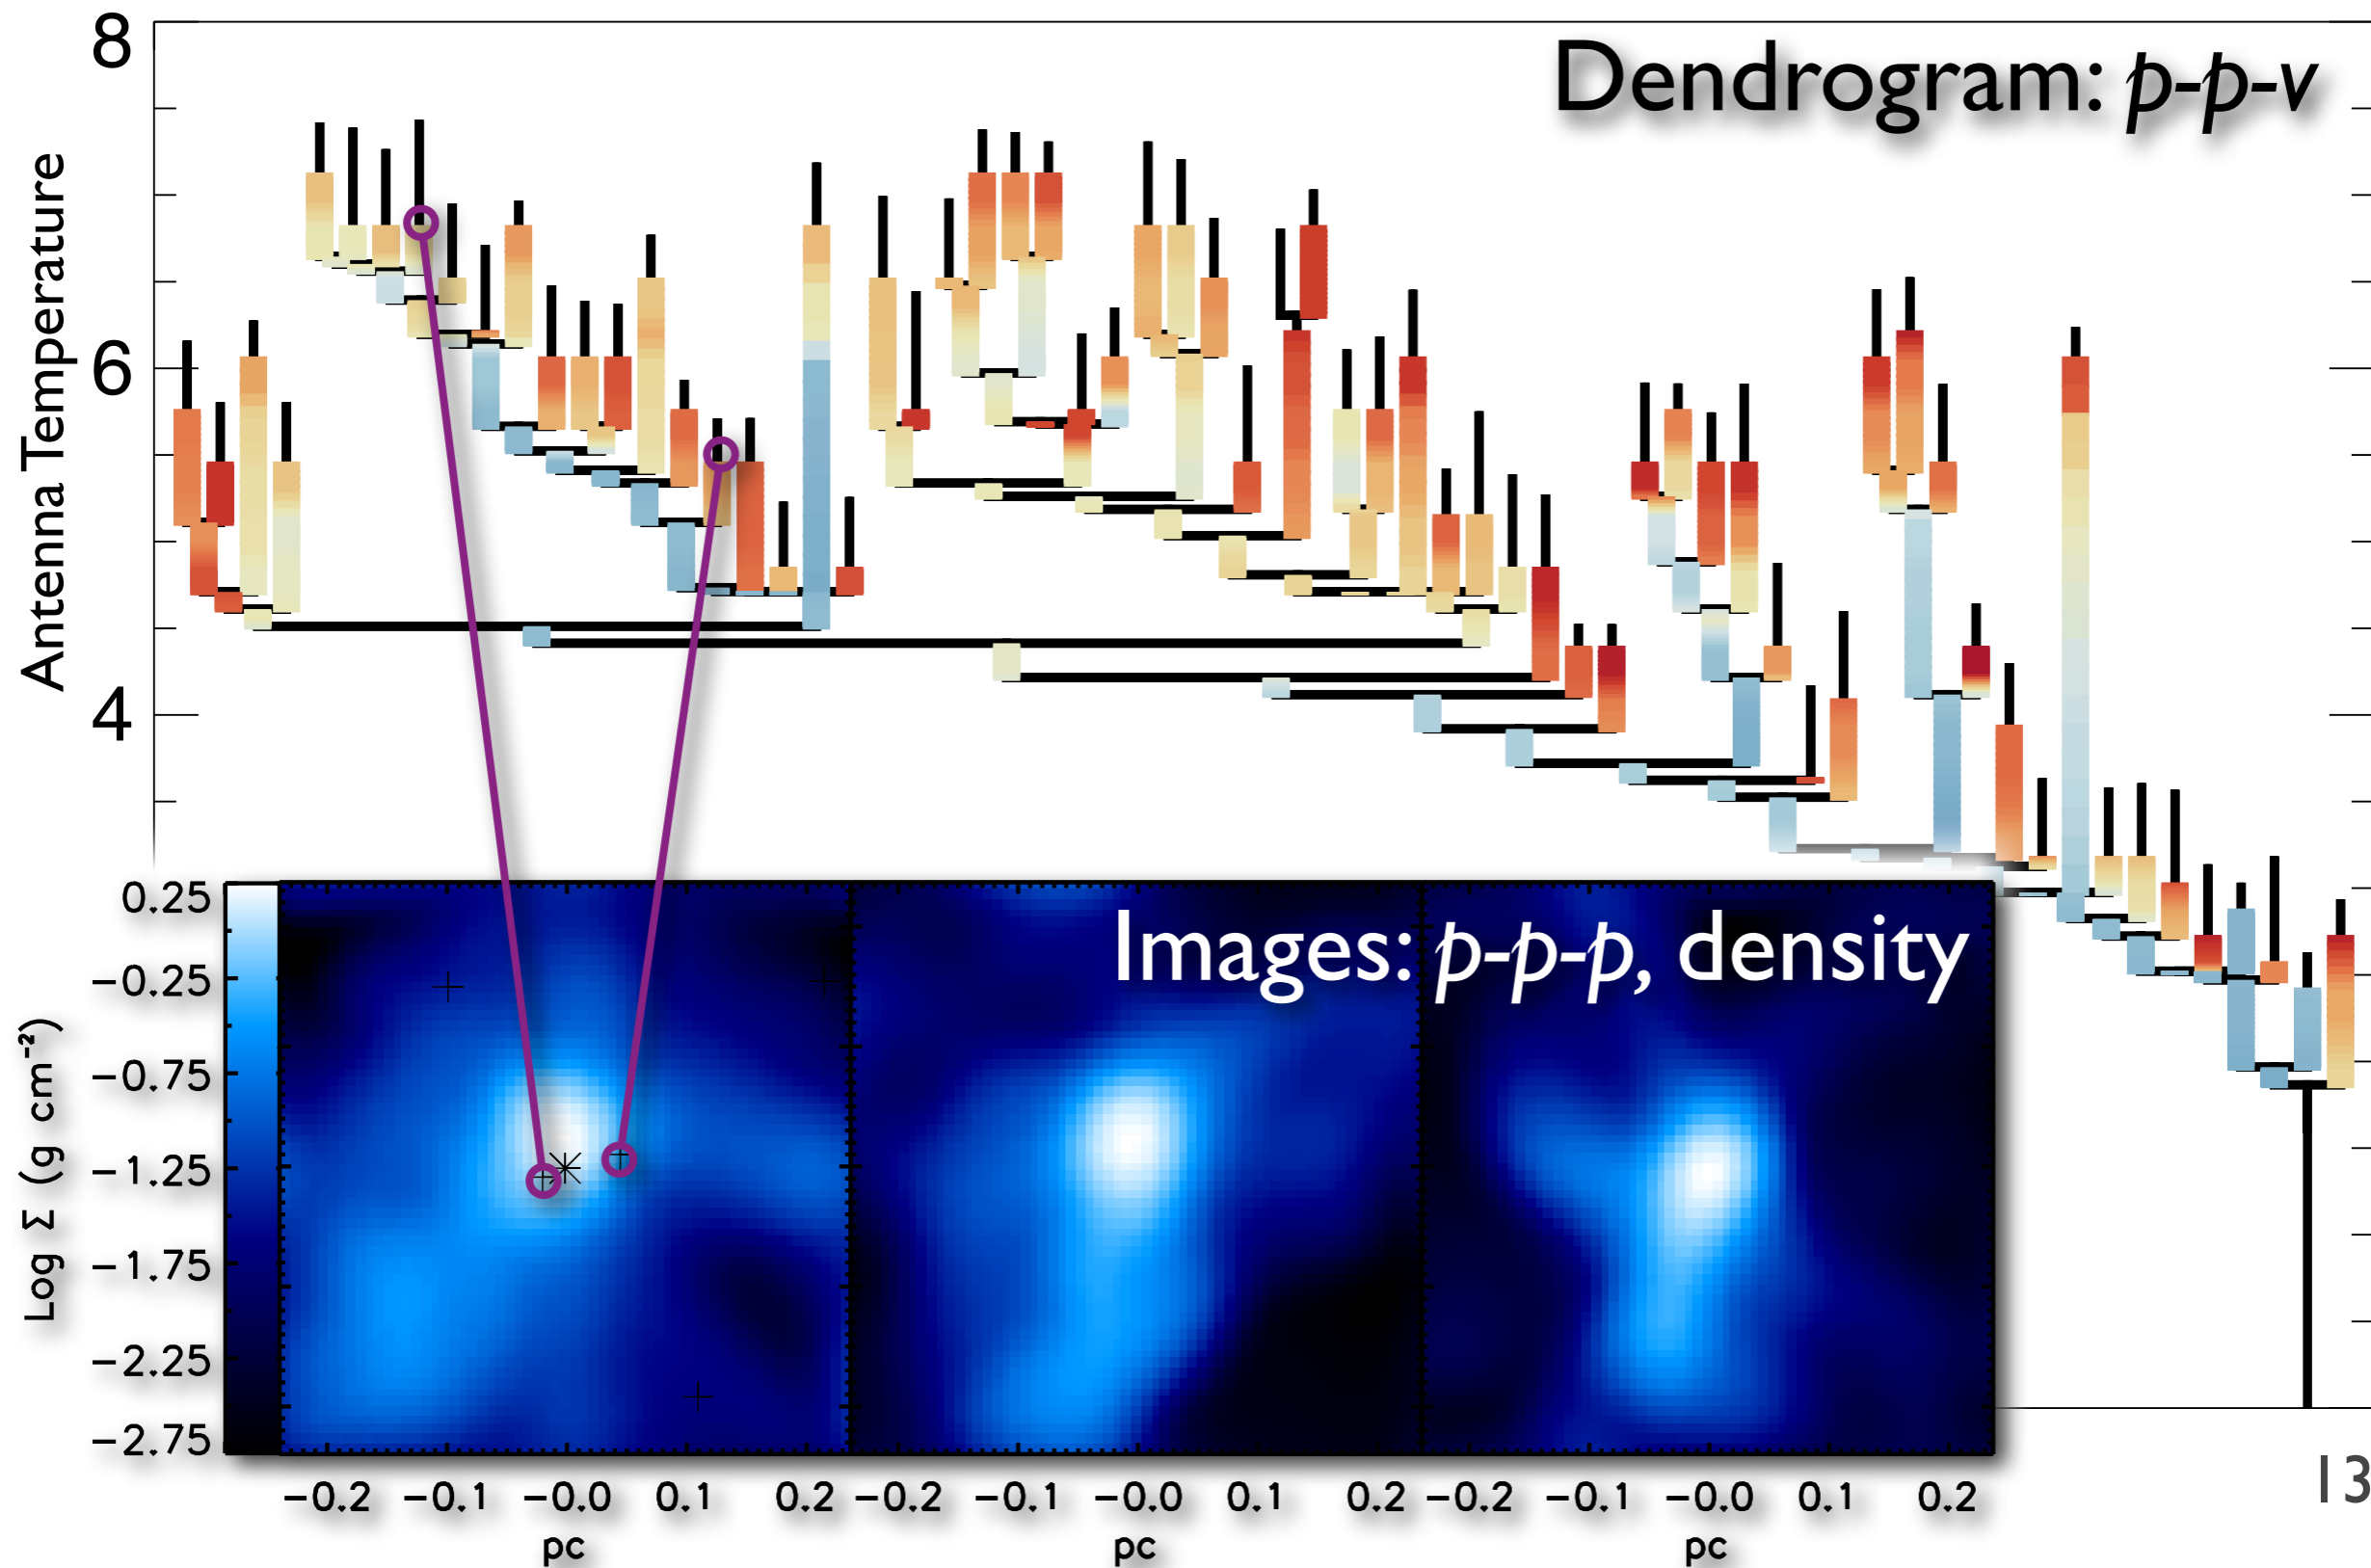 8
Dendrogram: p-p-v
Antenna Temperature
6
4
Images: p-p-p, density
0.25
−0.25
−0.75
−1.25
−1.75
−2.25
−2.75
Log Σ (g cm⁻²)
−0.2 −0.1 −0.0 0.1 0.2 −0.2 −0.1 −0.0 0.1 0.2 −0.2 −0.1 −0.0 0.1 0.2
pc pc pc
13